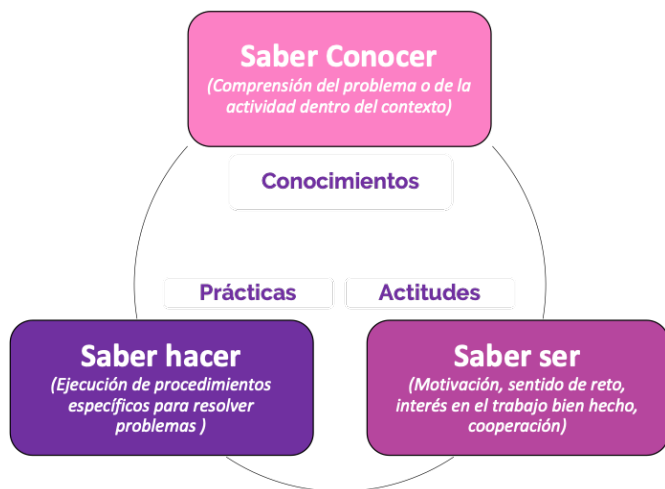 Saber Conocer
(Comprensión del problema o de la
actividad dentro del contexto)
Conocimientos
Prácticas
Actitudes
Saber hacer
(Ejecución de procedimientos
específicos para resolver
problemas )
Saber ser
(Motivación, sentido de reto,
interés en el trabajo bien hecho,
cooperación)